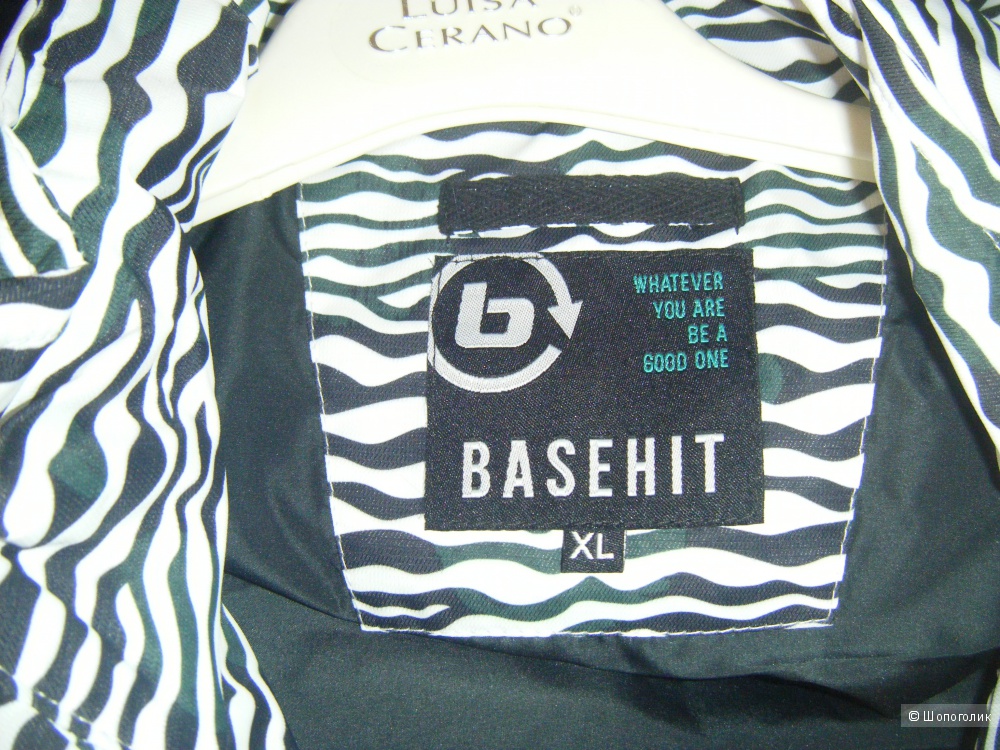 LUISA
CERANO
b
WHATEVER
YOU ARE
BE A
GOOD ONE
BASEHIT
XL
© Шопоголик